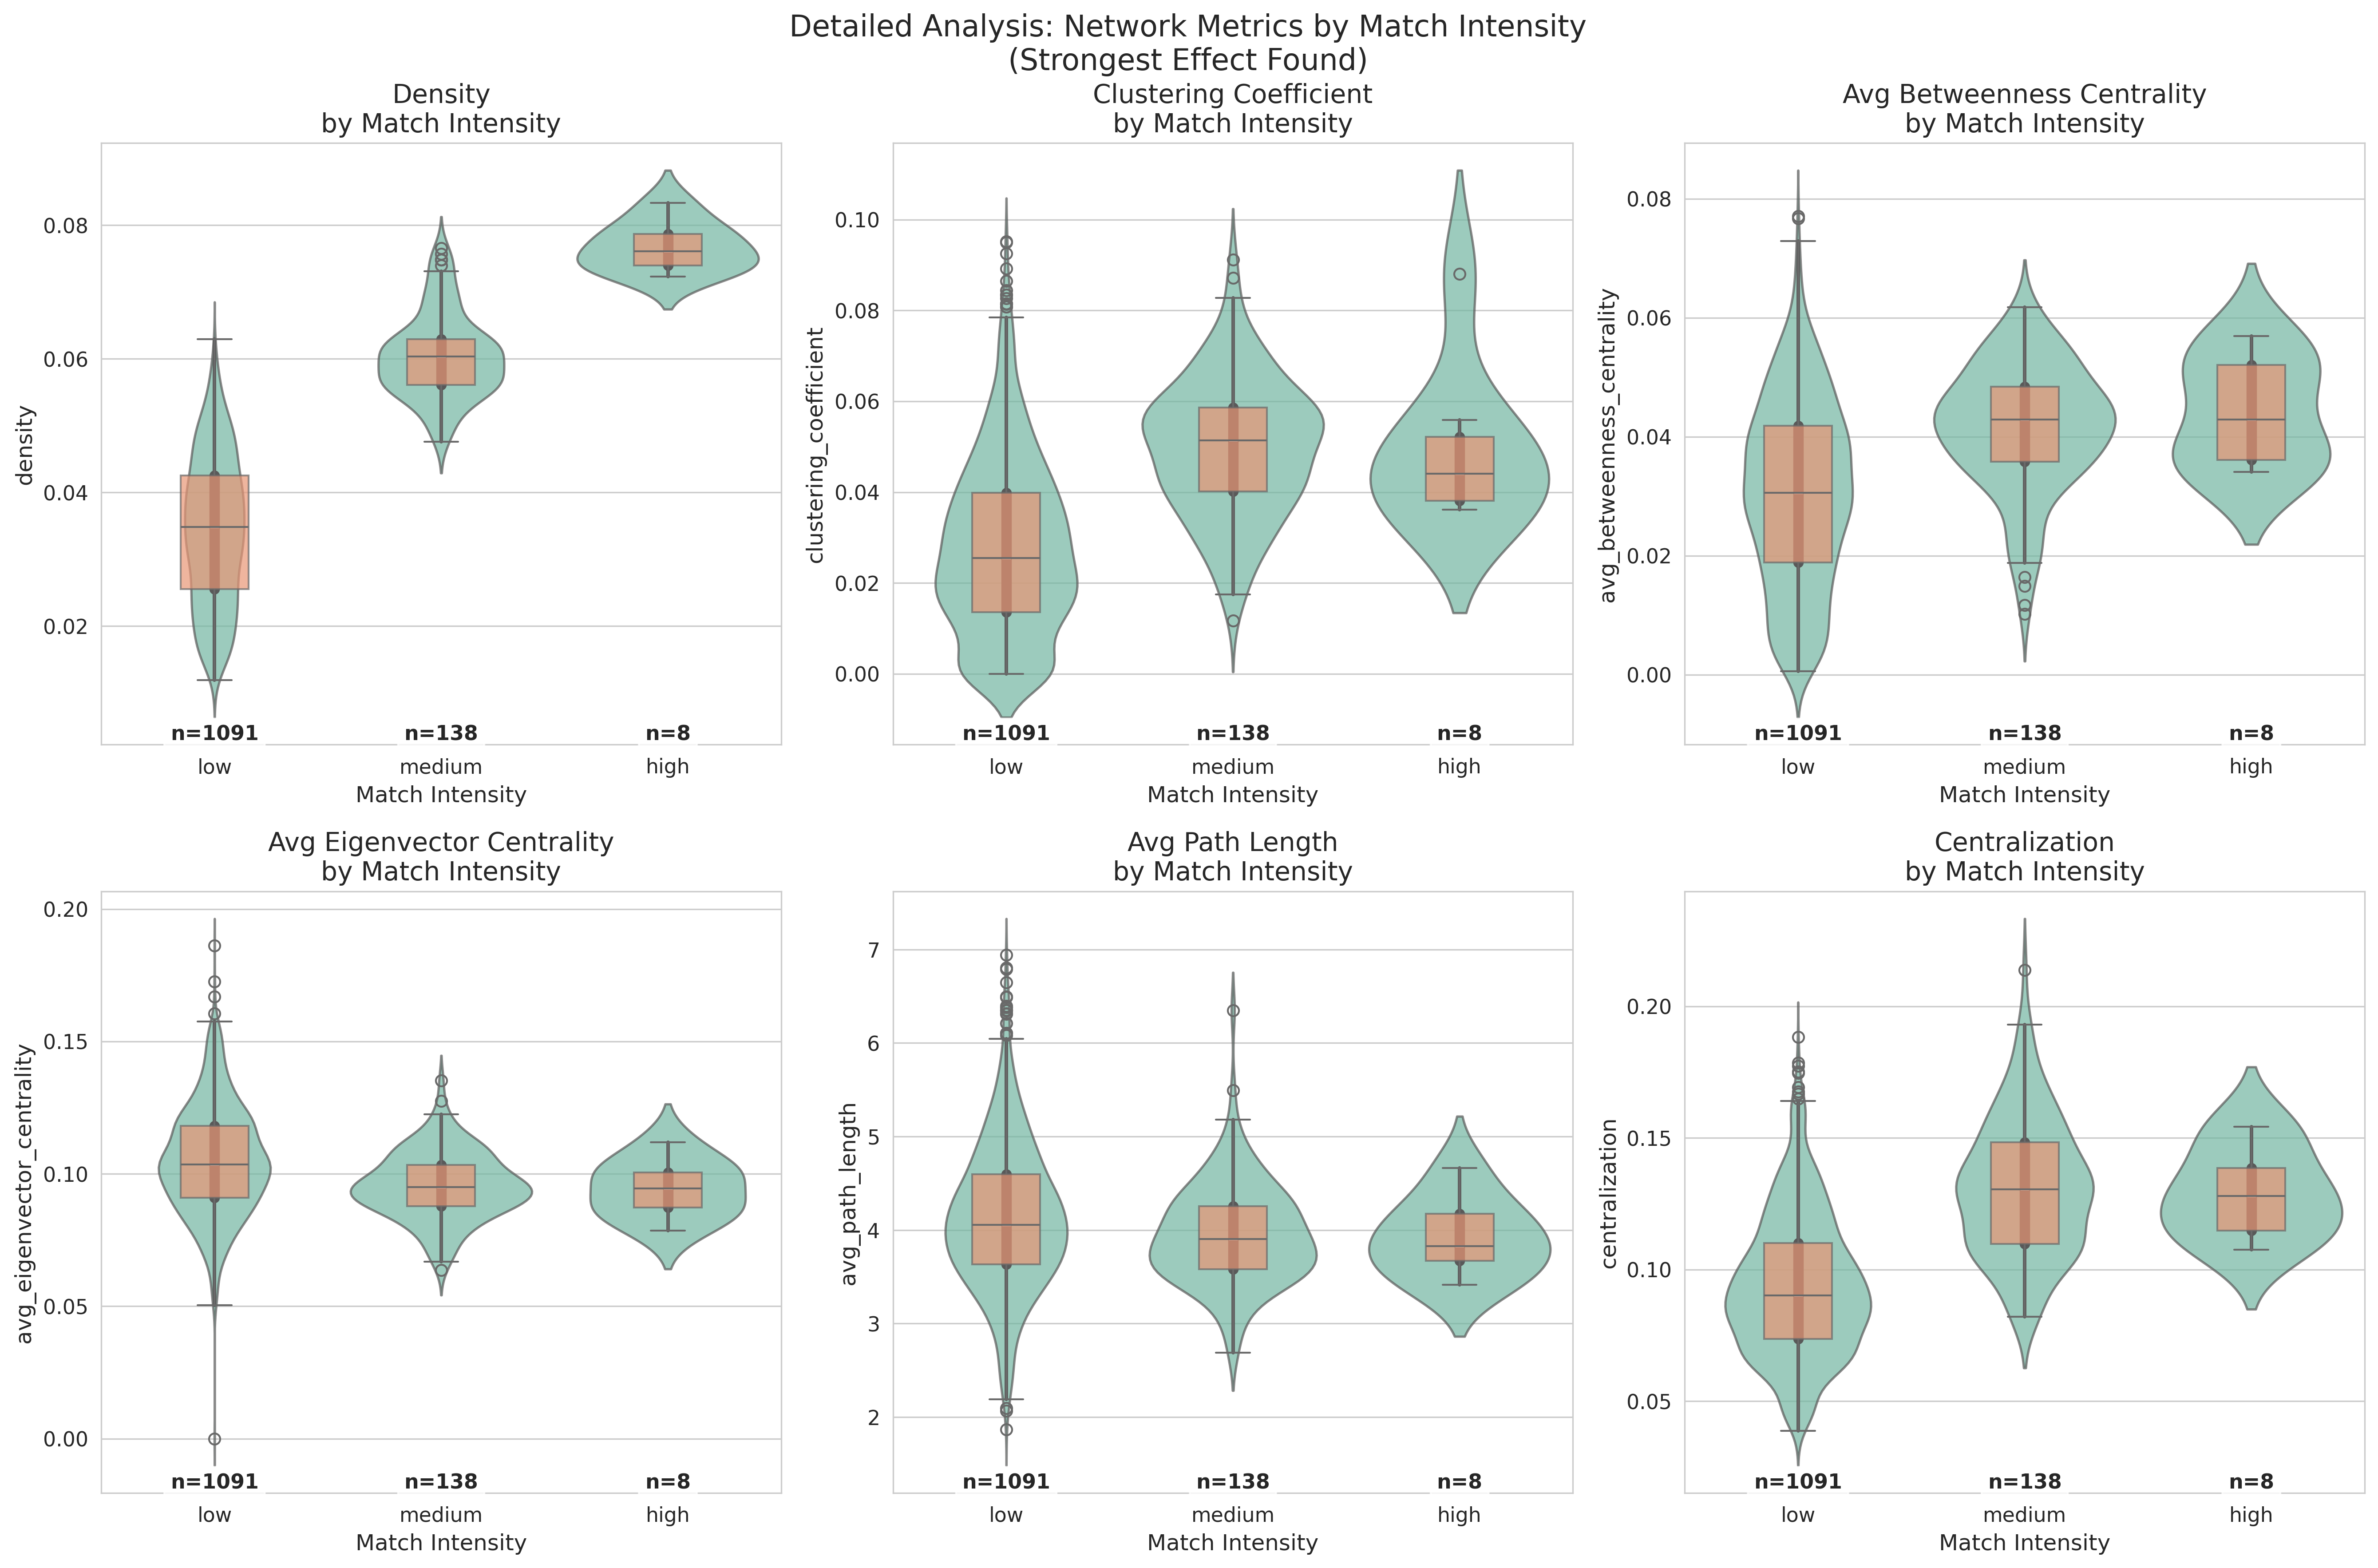 Detailed Analysis: Network Metrics by Match Intensity
(Strongest Effect Found)
Density
by Match Intensity
density
0.08
0.06
0.04
0.02
n=1091
n=138
n=8
low
medium
high
Match Intensity
Clustering Coefficient
by Match Intensity
clustering_coefficient
0.10
0.08
0.06
0.04
0.02
0.00
n=1091
n=138
n=8
low
medium
high
Match Intensity
Avg Betweenness Centrality
by Match Intensity
avg_betweenness_centrality
0.08
0.06
0.04
0.02
0.00
n=1091
n=138
n=8
low
medium
high
Match Intensity
Avg Eigenvector Centrality
by Match Intensity
avg_eigenvector_centrality
0.20
0.15
0.10
0.05
0.00
n=1091
n=138
n=8
low
medium
high
Match Intensity
Avg Path Length
by Match Intensity
avg_path_length
7
6
5
4
3
2
n=1091
n=138
n=8
low
medium
high
Match Intensity
Centralization
by Match Intensity
centralization
0.20
0.15
0.10
0.05
n=1091
n=138
n=8
low
medium
high
Match Intensity